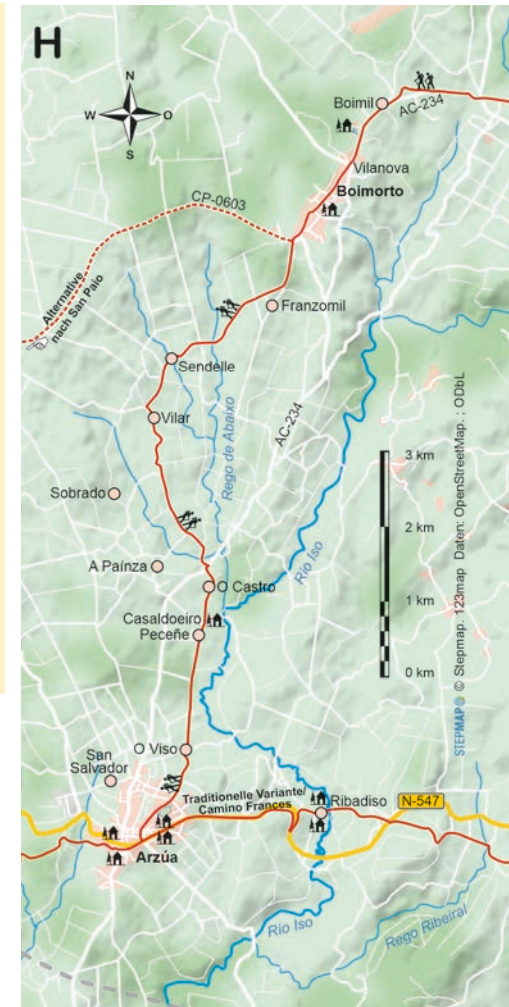 H
N
W
O
S
Boimil
AC-234
Vilanova
Boimorto
CP-0603
Alternative
nach San Paio
Franzomil
Sendelle
AC-234
Vilar
Rego de Abaixo
Sobrado
Río Iso
A Paínza
O Castro
Casaldoeiro
Peceñe
3 km
2 km
1 km
0 km
STEPMAP © Stepmap. 123map Daten: OpenStreetMap. ; ODbL
O Viso
San
Salvador
Traditionelle Variante/
Camino Frances
Ribadiso
N-547
Arzúa
Río Iso
Rego Ribeiral